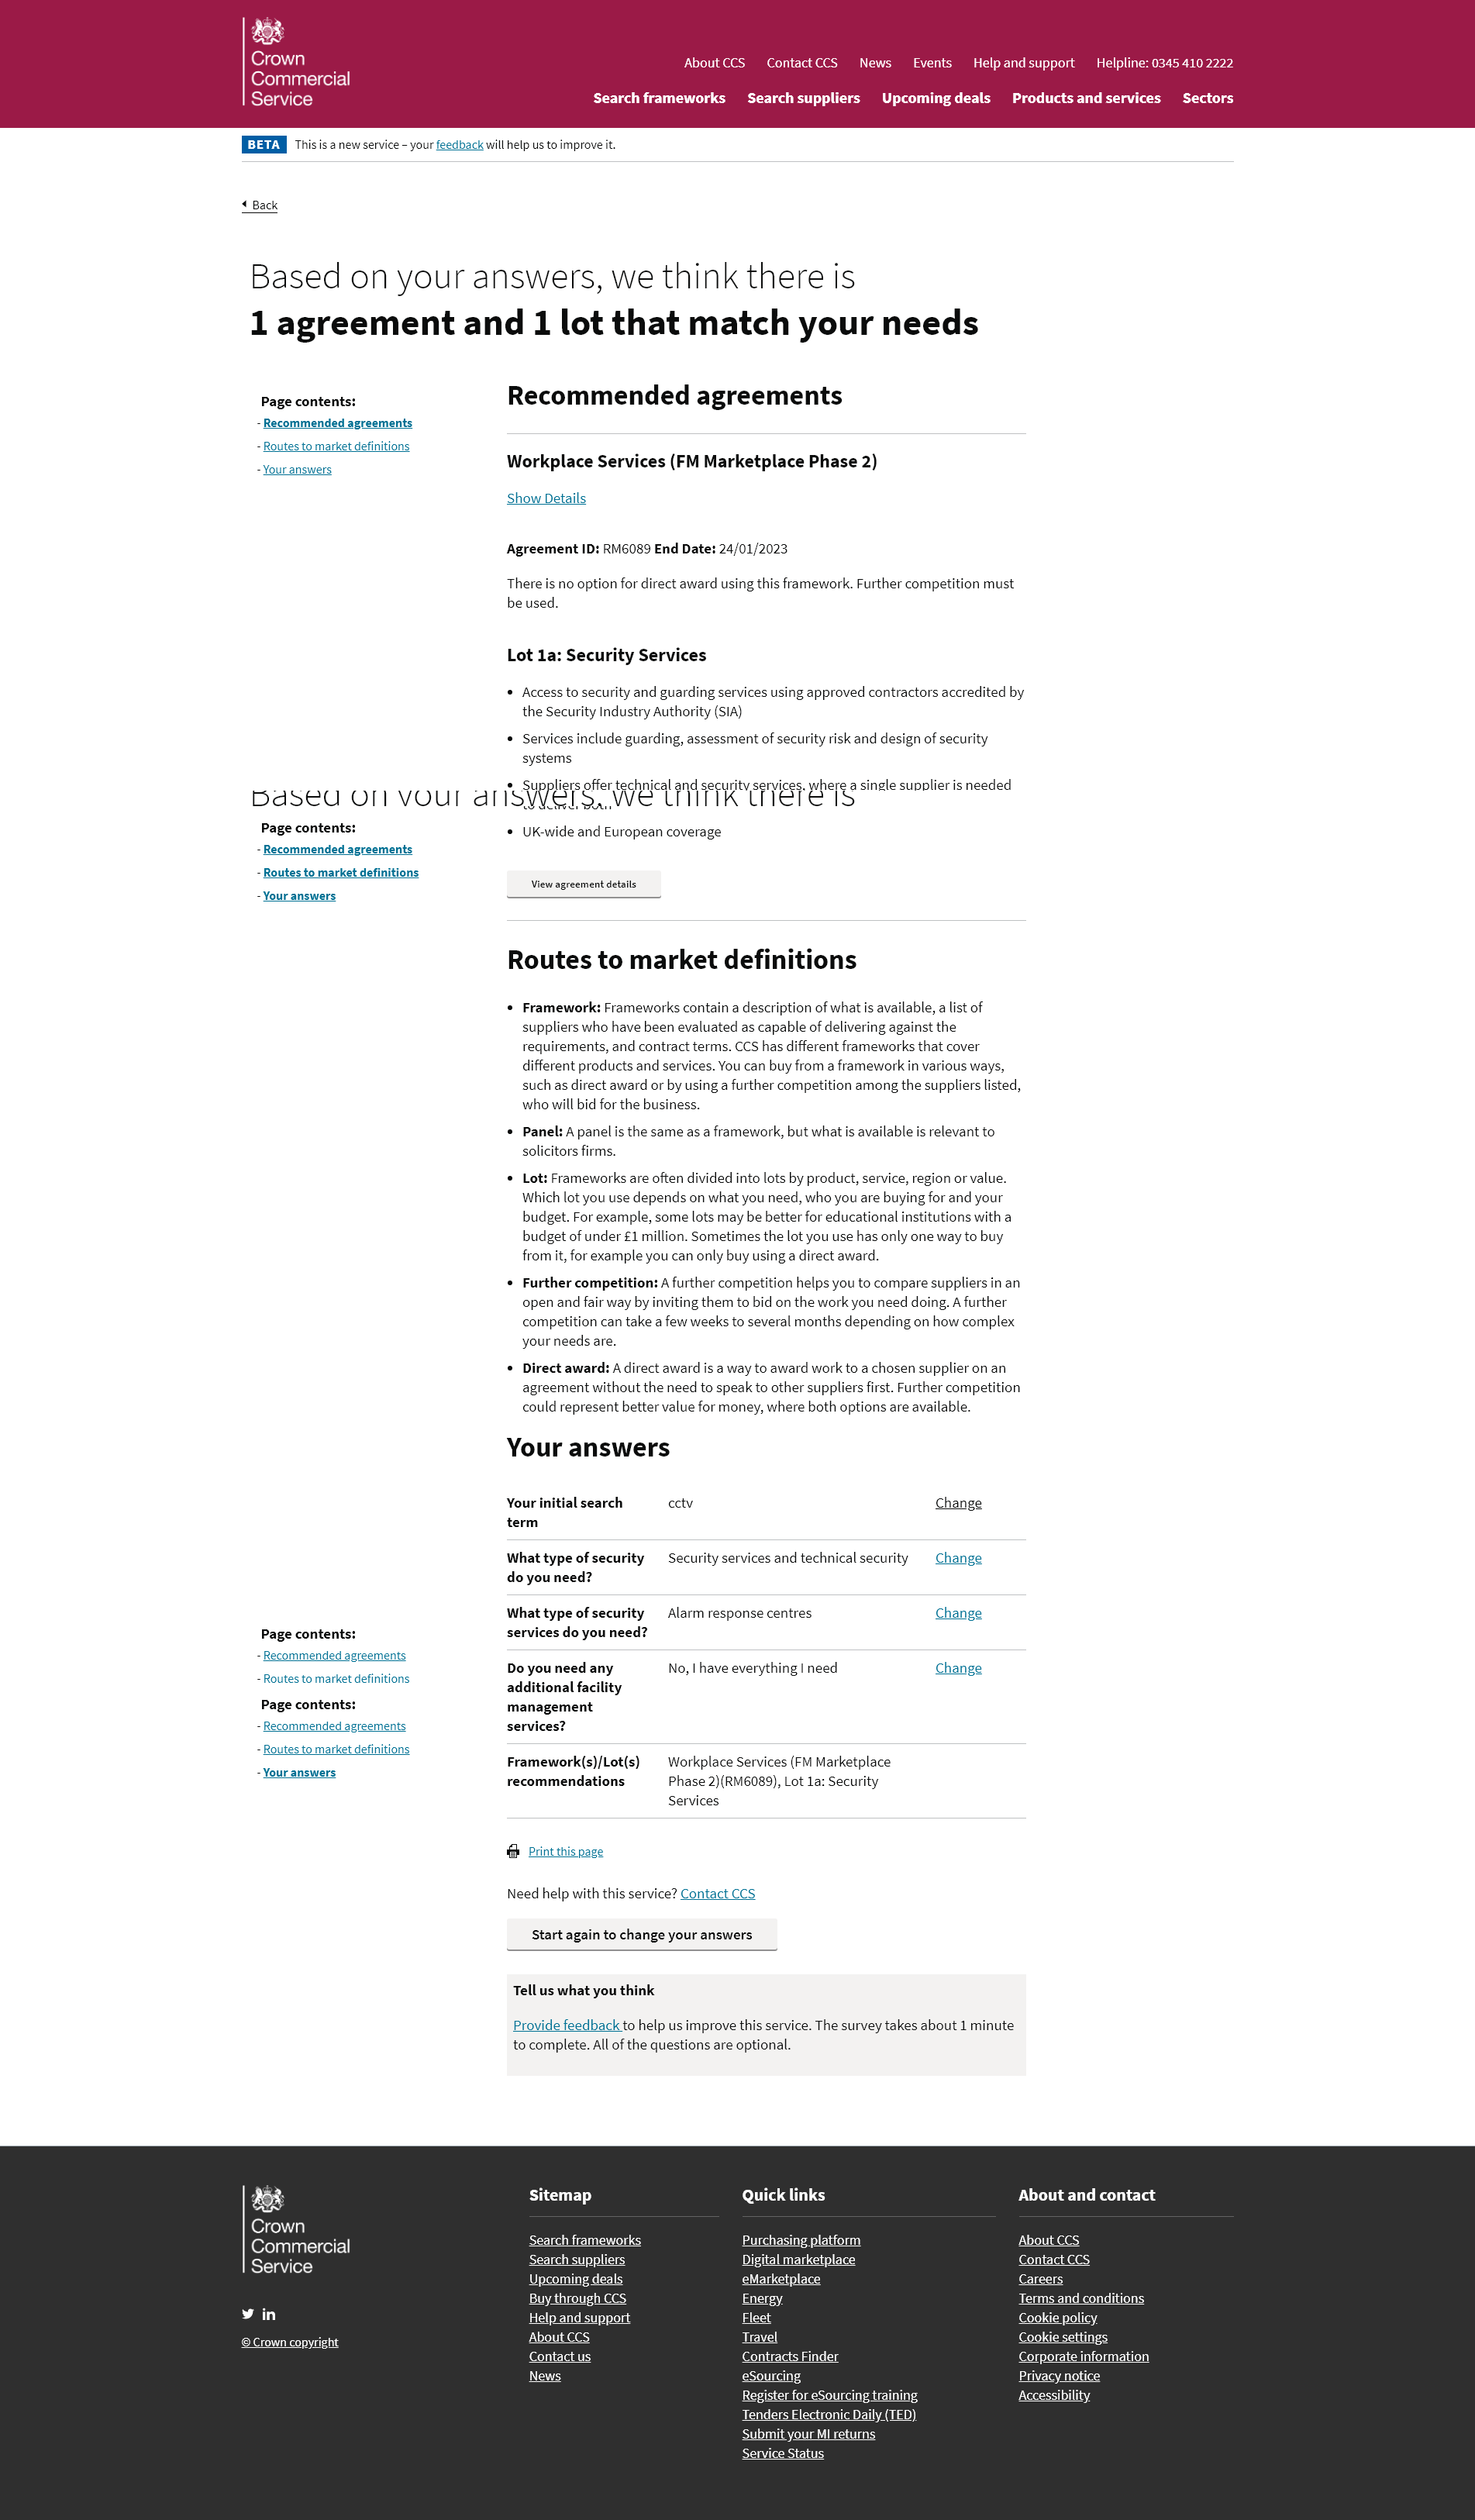 Crown
Commercial
Service
About CCS Contact CCS News Events Help and support Helpline: 0345 410 2222
Search frameworks Search suppliers Upcoming deals Products and services Sectors
BETA This is a new service – your feedback will help us to improve it.
Back
Based on your answers, we think there is
1 agreement and 1 lot that match your needs
Page contents:
- Recommended agreements
- Routes to market definitions
- Your answers
Recommended agreements
Workplace Services (FM Marketplace Phase 2)
Show Details
Agreement ID: RM6089 End Date: 24/01/2023
There is no option for direct award using this framework. Further competition must
be used.
Lot 1a: Security Services
• Access to security and guarding services using approved contractors accredited by
the Security Industry Authority (SIA)
• Services include guarding, assessment of security risk and design of security
systems
• Suppliers offer technical and security services, where a single supplier is needed
to deliver both
Based on your answers, we think there is
• UK-wide and European coverage
Page contents:
- Recommended agreements
- Routes to market definitions
- Your answers
View agreement details
Routes to market definitions
• Framework: Frameworks contain a description of what is available, a list of
suppliers who have been evaluated as capable of delivering against the
requirements, and contract terms. CCS has different frameworks that cover
different products and services. You can buy from a framework in various ways,
such as direct award or by using a further competition among the suppliers listed,
who will bid for the business.
• Panel: A panel is the same as a framework, but what is available is relevant to
solicitors firms.
• Lot: Frameworks are often divided into lots by product, service, region or value.
Which lot you use depends on what you need, who you are buying for and your
budget. For example, some lots may be better for educational institutions with a
budget of under £1 million. Sometimes the lot you use has only one way to buy
from it, for example you can only buy using a direct award.
• Further competition: A further competition helps you to compare suppliers in an
open and fair way by inviting them to bid on the work you need doing. A further
competition can take a few weeks to several months depending on how complex
your needs are.
• Direct award: A direct award is a way to award work to a chosen supplier on an
agreement without the need to speak to other suppliers first. Further competition
could represent better value for money, where both options are available.
Your answers
Your initial search
term
cctv
Change
What type of security
do you need?
Security services and technical security
Change
What type of security
services do you need?
Alarm response centres
Change
Do you need any
additional facility
management
services?
No, I have everything I need
Change
Framework(s)/Lot(s)
recommendations
Workplace Services (FM Marketplace
Phase 2)(RM6089), Lot 1a: Security
Services
Page contents:
- Recommended agreements
- Routes to market definitions
Page contents:
- Recommended agreements
- Routes to market definitions
- Your answers
Print this page
Need help with this service? Contact CCS
Start again to change your answers
Tell us what you think
Provide feedback to help us improve this service. The survey takes about 1 minute
to complete. All of the questions are optional.
Crown
Commercial
Service
© Crown copyright
Sitemap
Search frameworks
Search suppliers
Upcoming deals
Buy through CCS
Help and support
About CCS
Contact us
News
Quick links
Purchasing platform
Digital marketplace
eMarketplace
Energy
Fleet
Travel
Contracts Finder
eSourcing
Register for eSourcing training
Tenders Electronic Daily (TED)
Submit your MI returns
Service Status
About and contact
About CCS
Contact CCS
Careers
Terms and conditions
Cookie policy
Cookie settings
Corporate information
Privacy notice
Accessibility